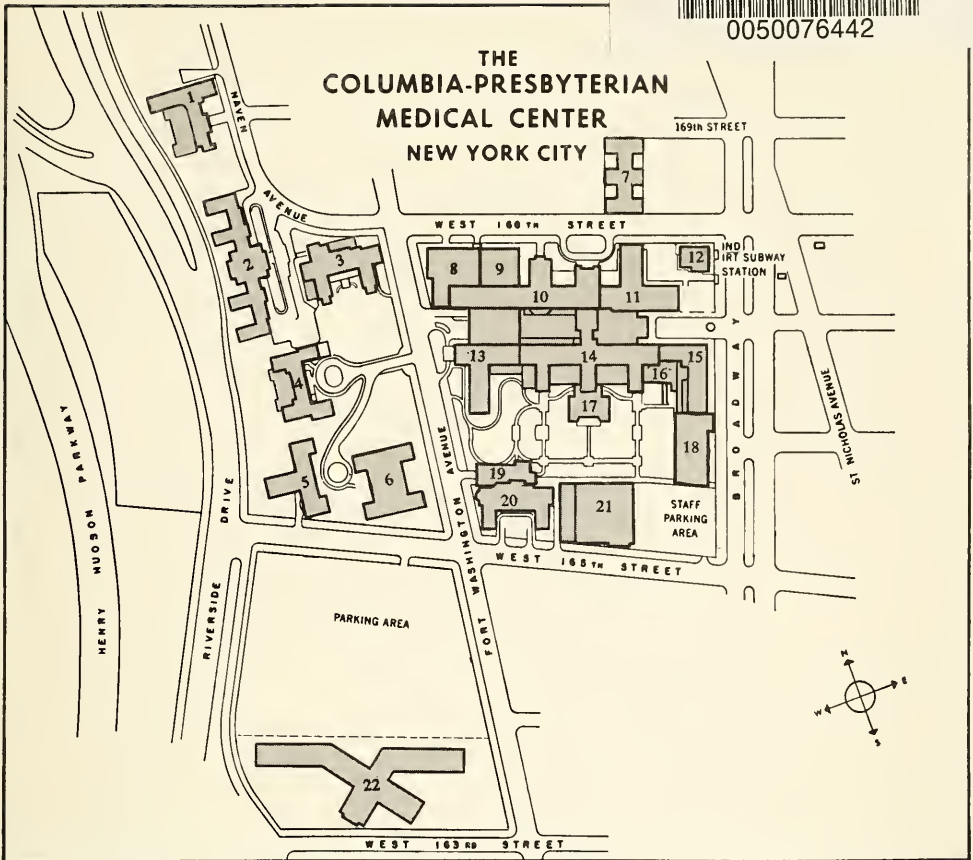 0050076442
THE
COLUMBIA-PRESBYTERIAN
MEDICAL CENTER
NEW YORK CITY
169th STREET
HAVEN
AVENUE
WEST 168TH STREET
IND
IRT SUBWAY
STATION
1
2
3
4
5
6
7
8
9
10
11
12
13
14
15
16
17
18
19
20
21
22
BROADWAY
ST NICHOLAS AVENUE
HENRY HUDSON PARKWAY
RIVERSIDE DRIVE
FORT WASHINGTON AVENUE
STAFF
PARKING
AREA
WEST 165TH STREET
PARKING AREA
N
E
W
S
WEST 163RD STREET